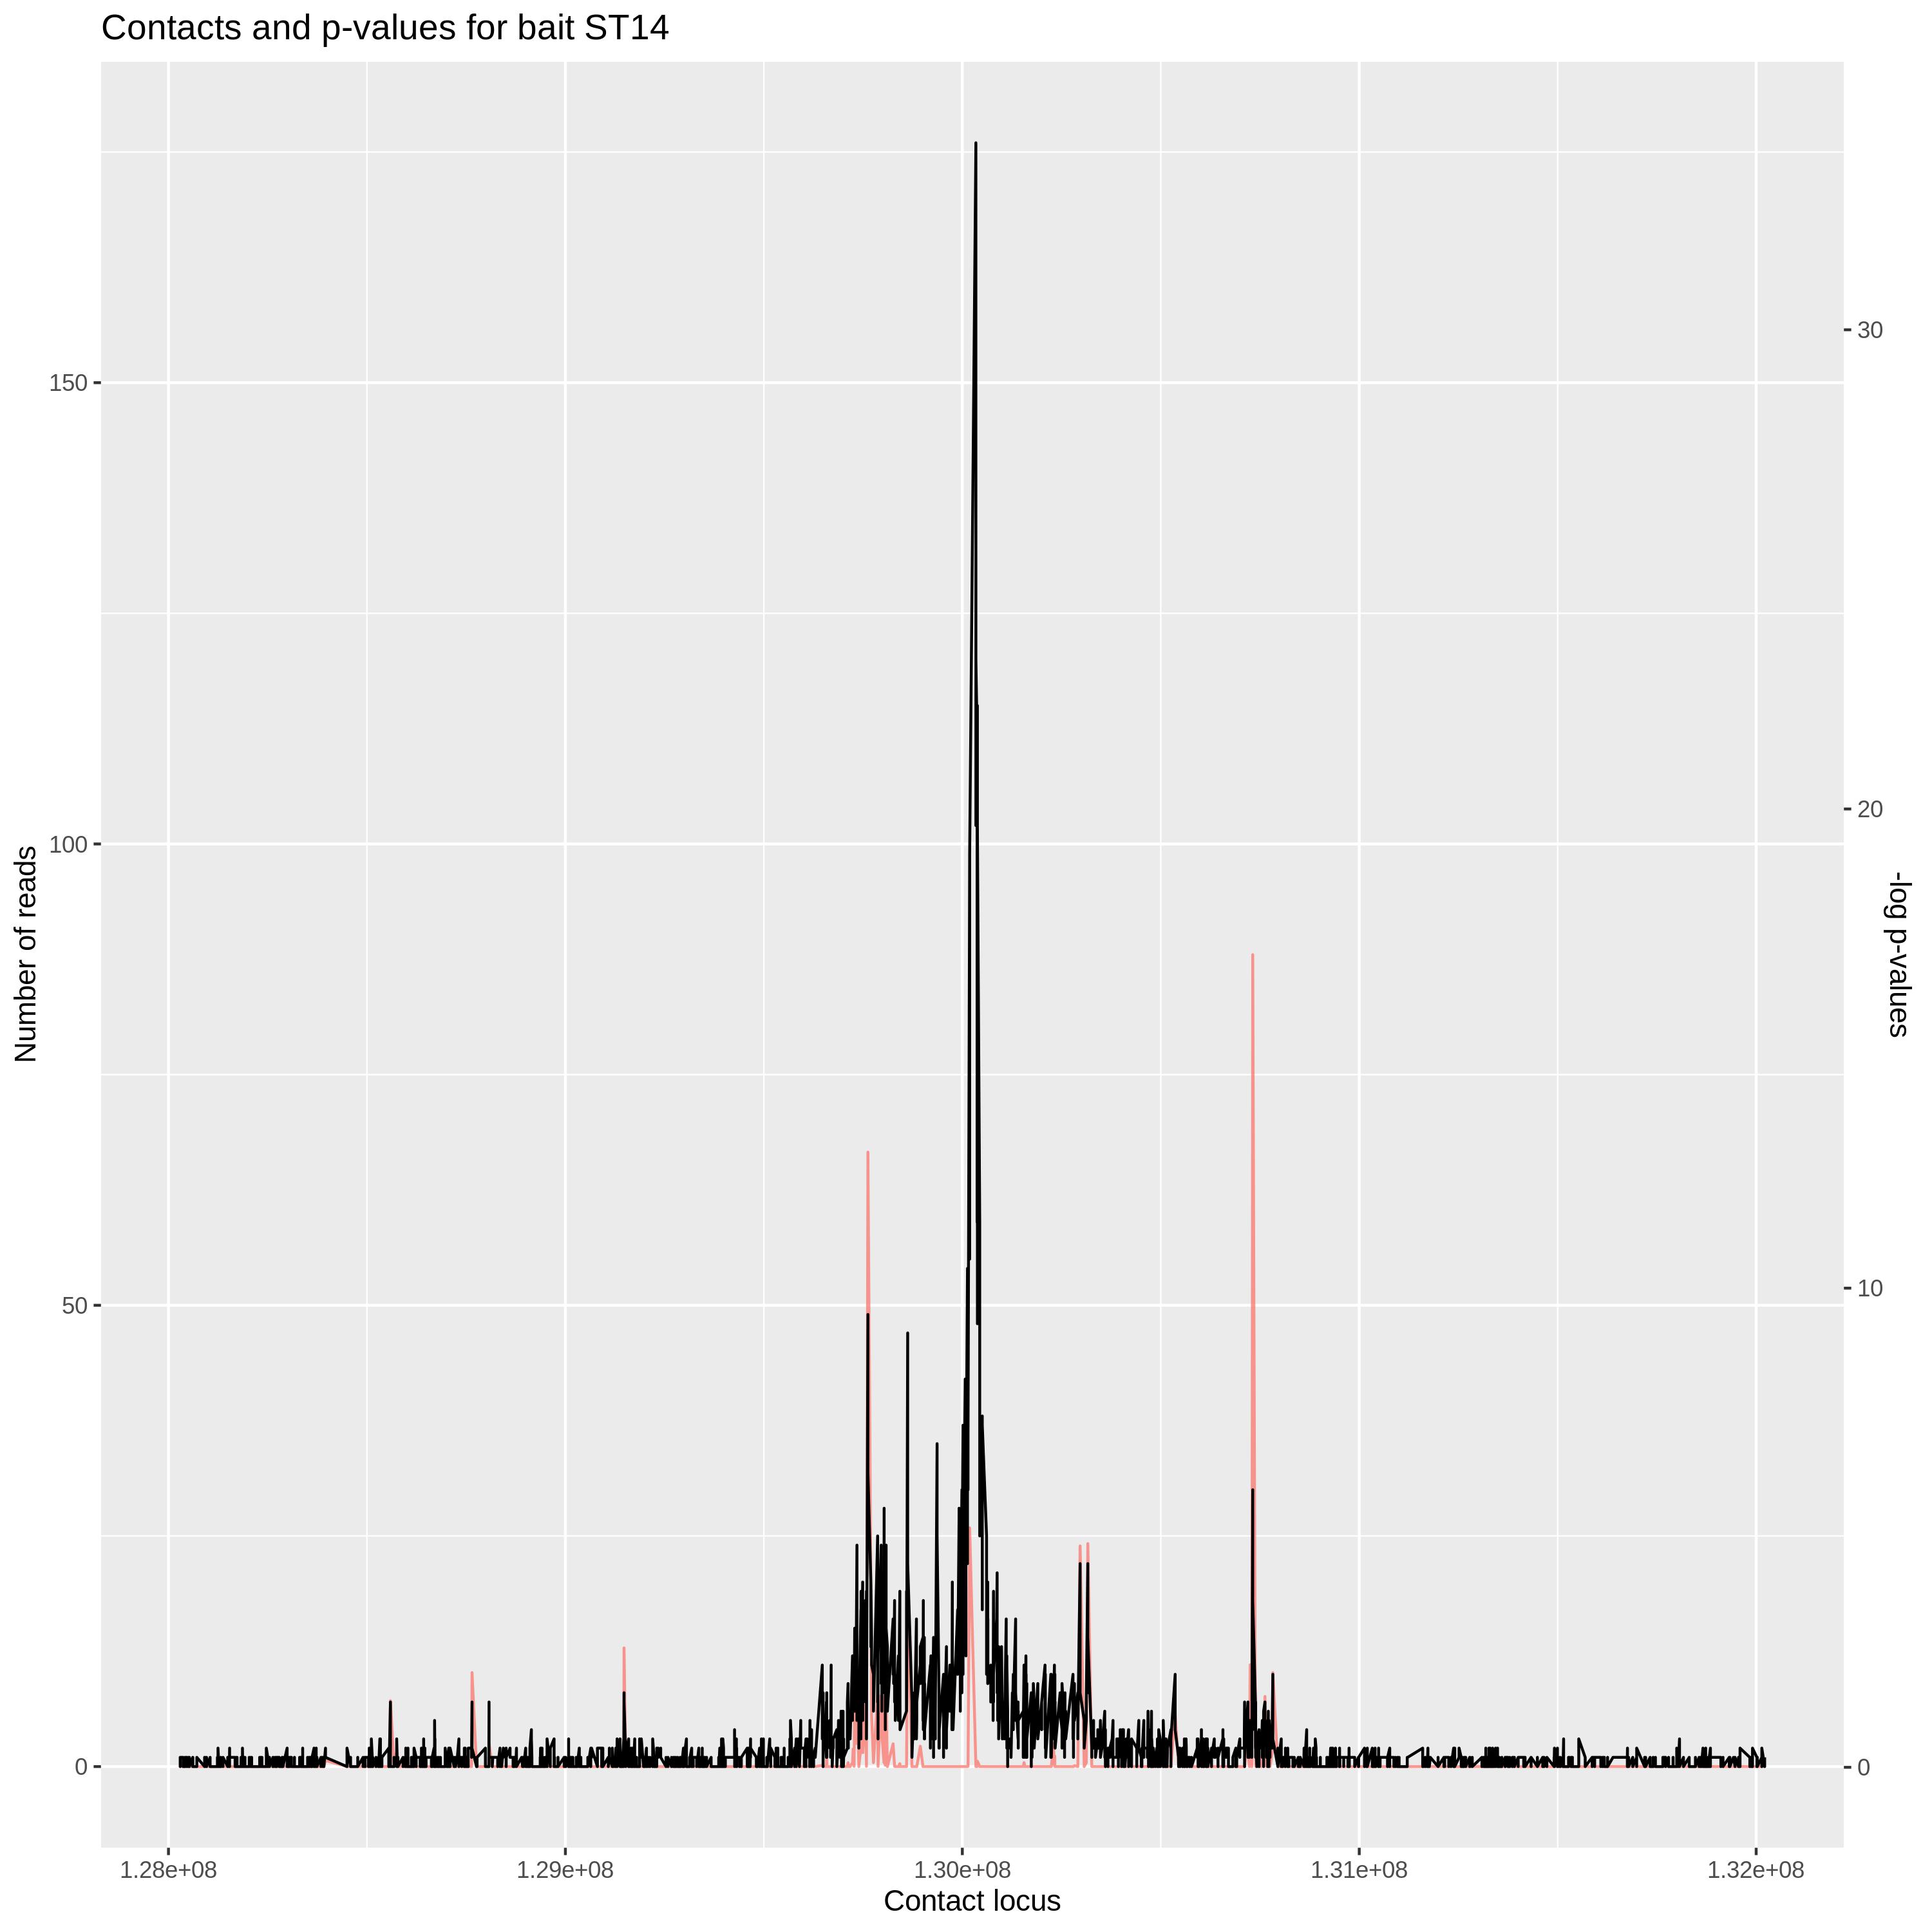 Contacts and p-values for bait ST14
Number of reads
150
100
50
0
30
20
10
0
-log p-values
1.28e+08 1.29e+08 1.30e+08 1.31e+08 1.32e+08
Contact locus